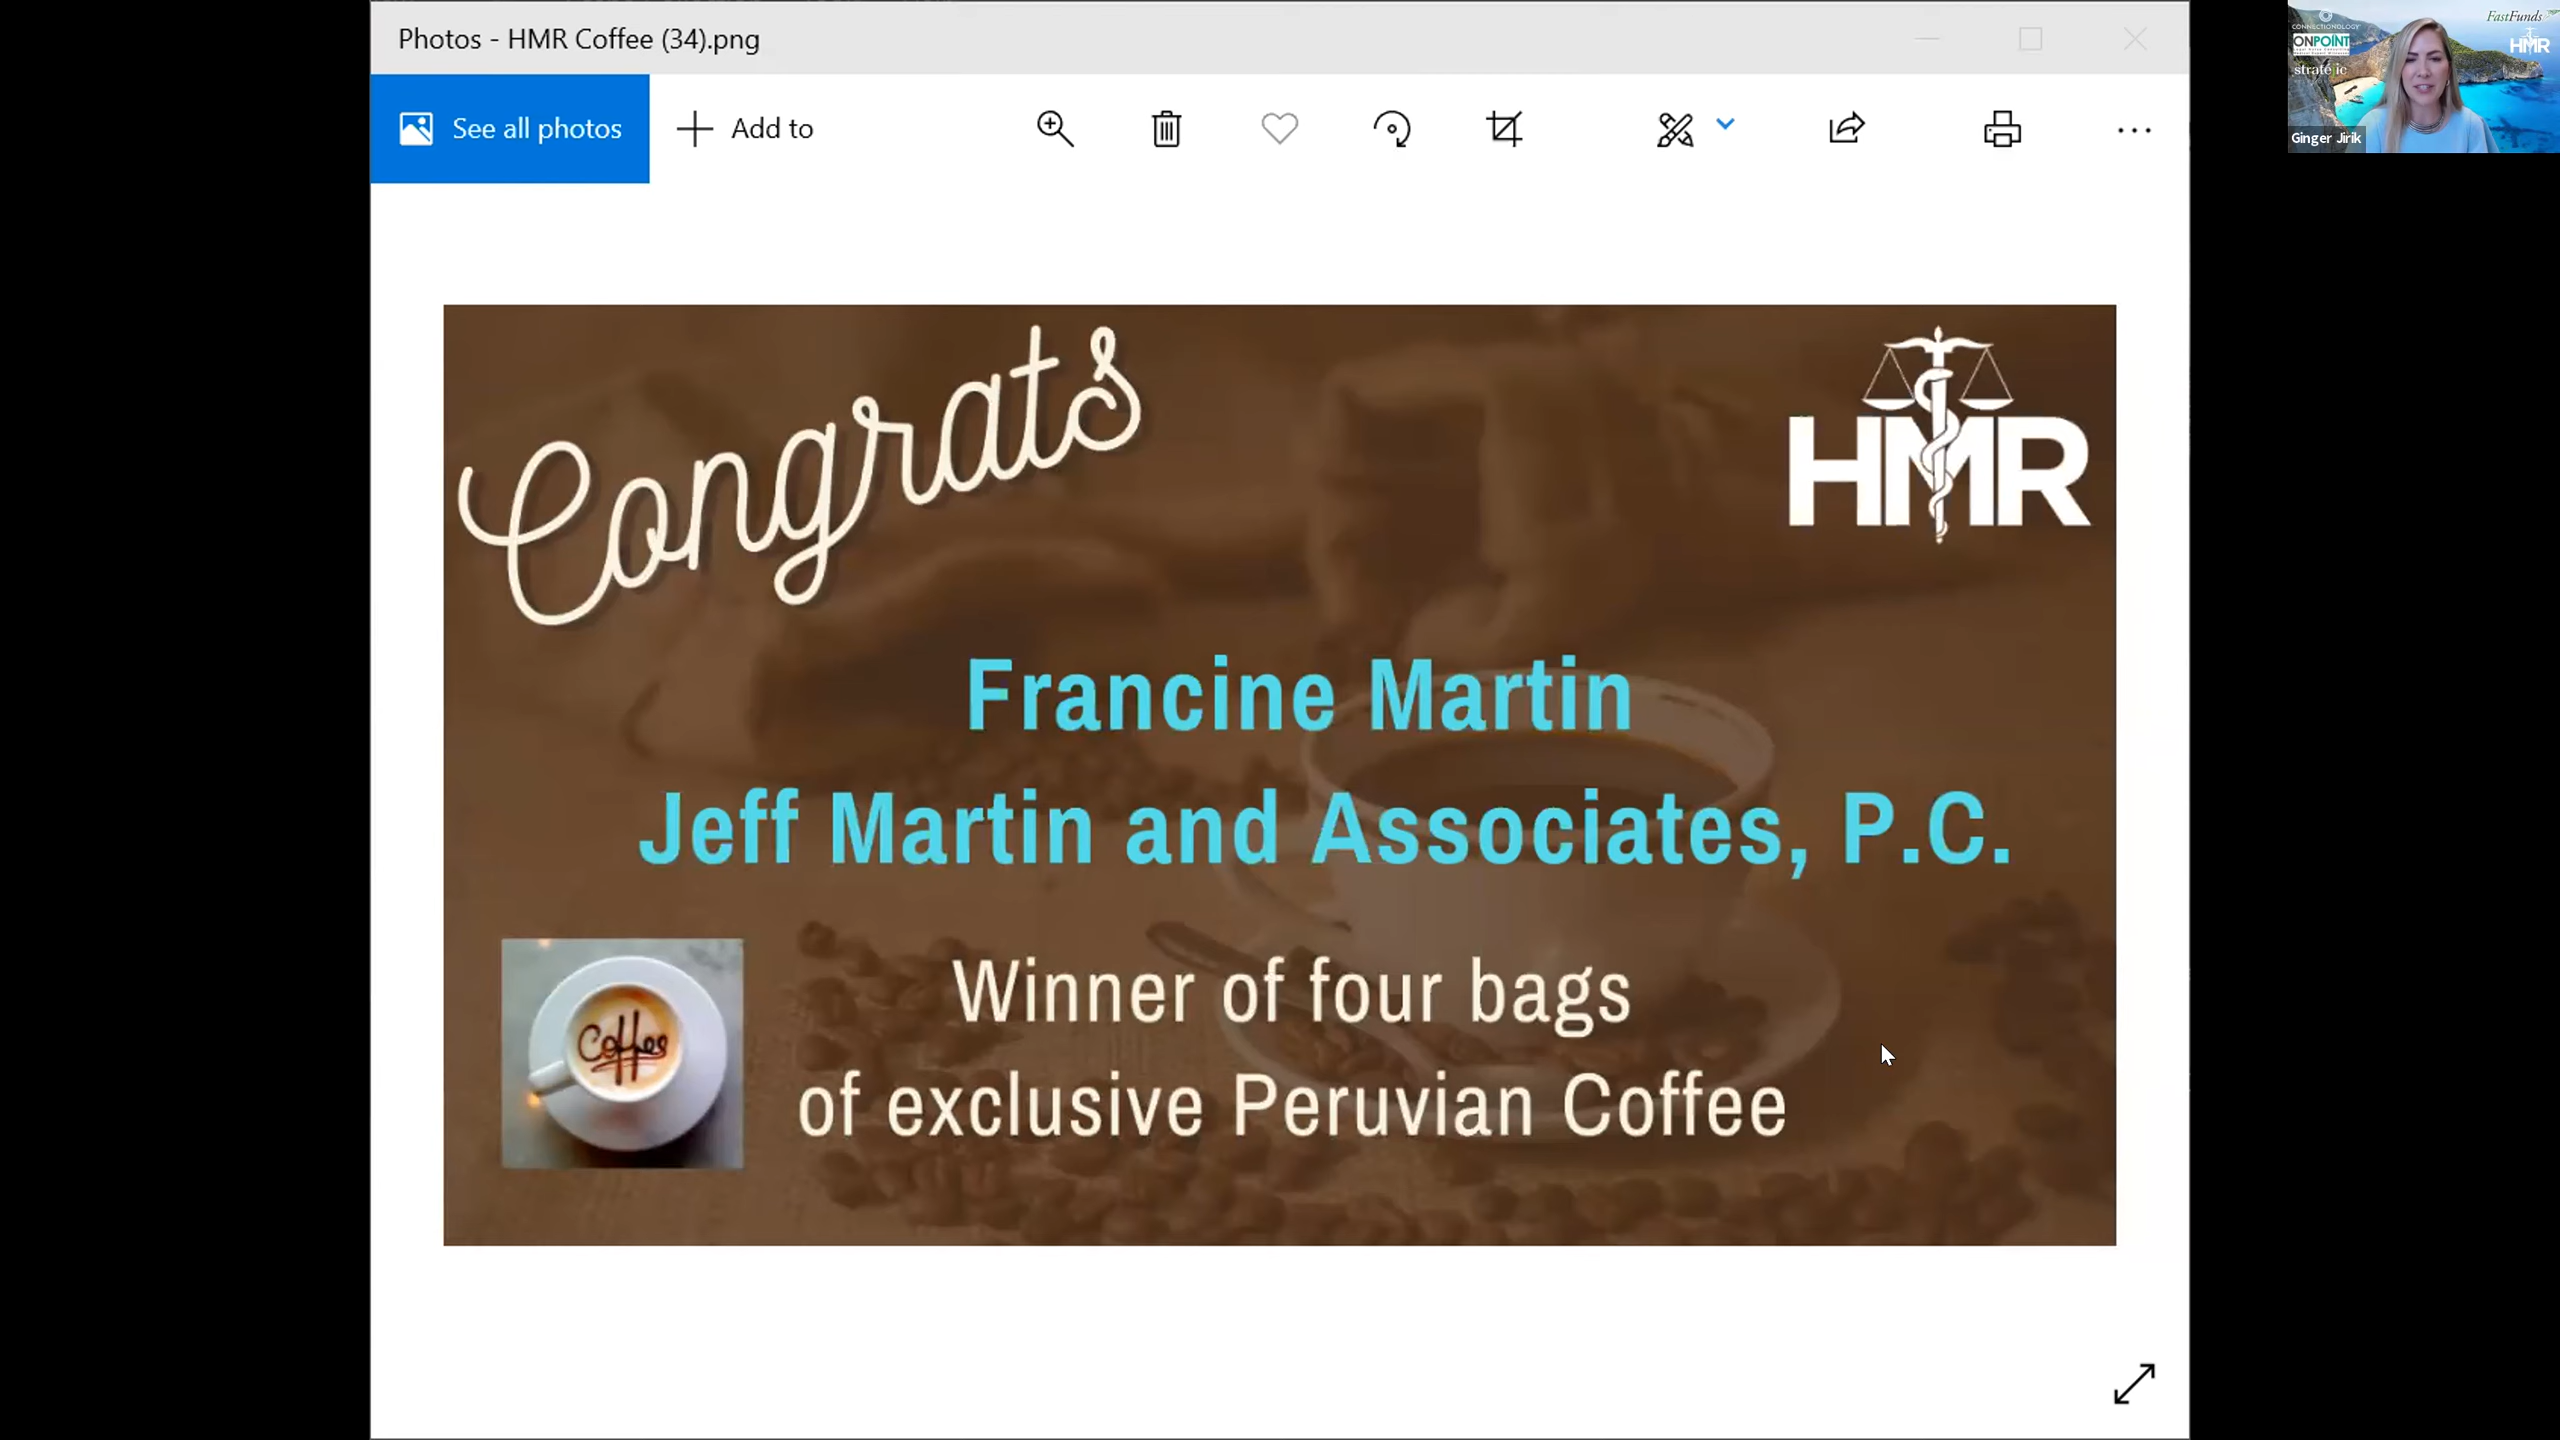 Photos - HMR Coffee (34).png
See all photos
Add to
Congrats
HMR
Francine Martin
Jeff Martin and Associates, P.C.
Coffee
Winner of four bags
of exclusive Peruvian Coffee
CONNECTIONOLOGY
FastFunds
ONPOINT
HMR
Ginger Jirik